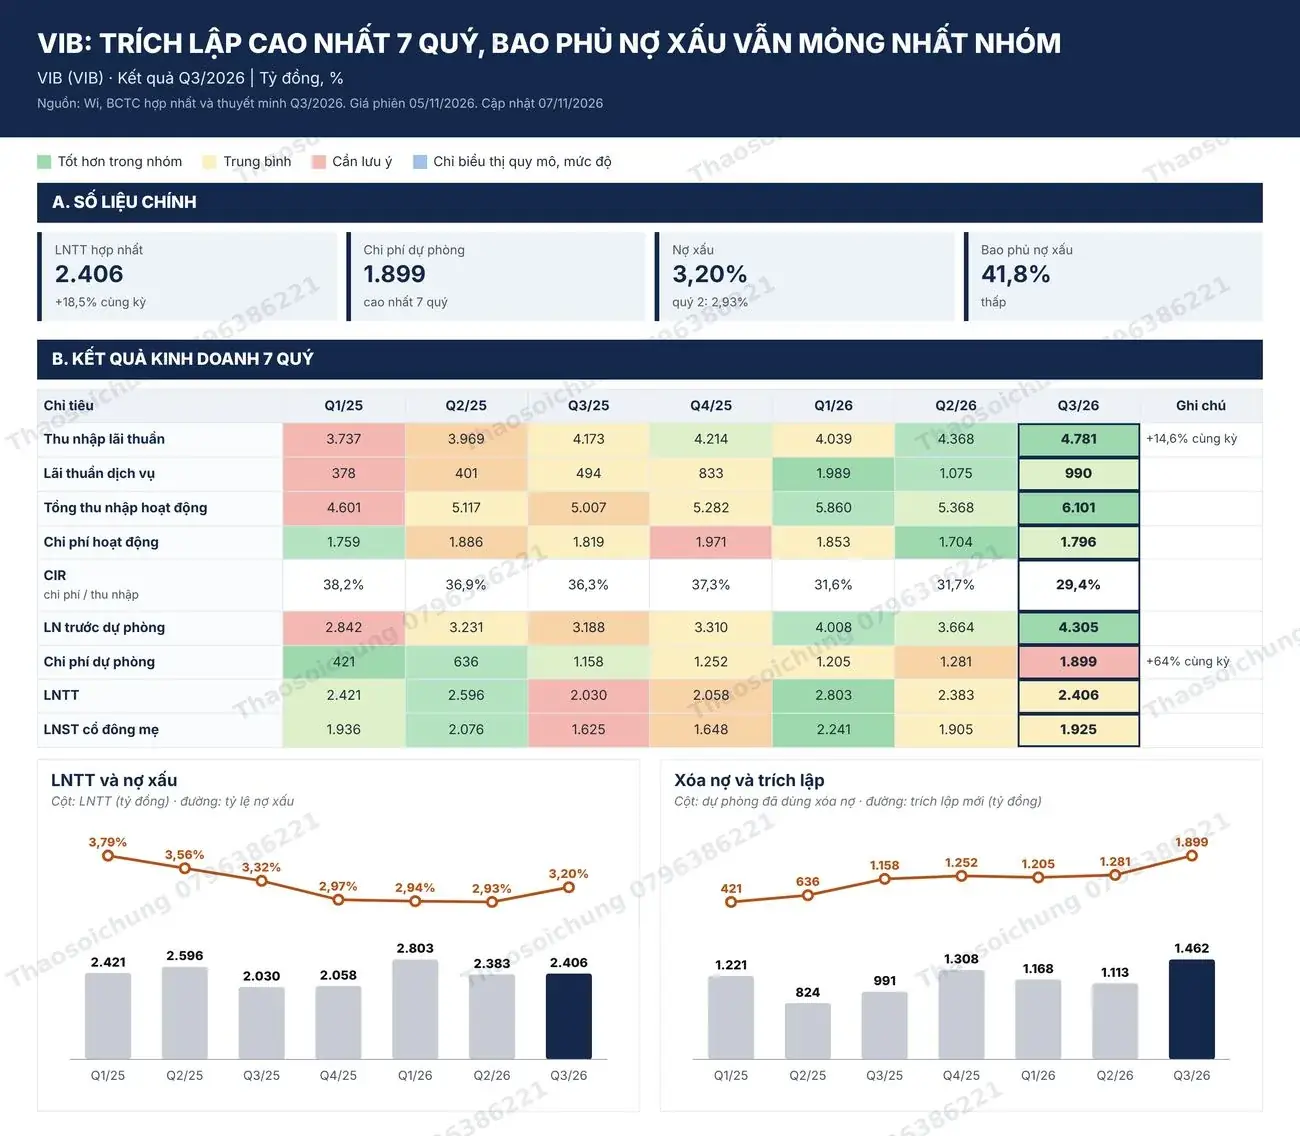 VIB: TRÍCH LẬP CAO NHẤT 7 QUÝ, BAO PHỦ NỢ XẤU VẪN MỎNG NHẤT NHÓM
VIB (VIB) · Kết quả Q3/2026 | Tỷ đồng, %
Nguồn: Wi, BCTC hợp nhất và thuyết minh Q3/2026. Giá phiên 05/11/2026. Cập nhật 07/11/2026
Tốt hơn trong nhóm Trung bình Cần lưu ý Chỉ biểu thị quy mô, mức độ
A. SỐ LIỆU CHÍNH
LNTT hợp nhất
2.406
+18,5% cùng kỳ
Chi phí dự phòng
1.899
cao nhất 7 quý
Nợ xấu
3,20%
quý 2: 2,93%
Bao phủ nợ xấu
41,8%
thấp
B. KẾT QUẢ KINH DOANH 7 QUÝ
Chỉ tiêu Q1/25 Q2/25 Q3/25 Q4/25 Q1/26 Q2/26 Q3/26 Ghi chú
Thu nhập lãi thuần 3.737 3.969 4.173 4.214 4.039 4.368 4.781 +14,6% cùng kỳ
Lãi thuần dịch vụ 378 401 494 833 1.989 1.075 990
Tổng thu nhập hoạt động 4.601 5.117 5.007 5.282 5.860 5.368 6.101
Chi phí hoạt động 1.759 1.886 1.819 1.971 1.853 1.704 1.796
CIR
chi phí / thu nhập
38,2% 36,9% 36,3% 37,3% 31,6% 31,7% 29,4%
LN trước dự phòng 2.842 3.231 3.188 3.310 4.008 3.664 4.305
Chi phí dự phòng 421 636 1.158 1.252 1.205 1.281 1.899 +64% cùng kỳ
LNTT 2.421 2.596 2.030 2.058 2.803 2.383 2.406
LNST cổ đông mẹ 1.936 2.076 1.625 1.648 2.241 1.905 1.925
LNTT và nợ xấu
Cột: LNTT (tỷ đồng) · đường: tỷ lệ nợ xấu
3,79% 3,56% 3,32% 2,97% 2,94% 2,93% 3,20%
2.421 2.596 2.030 2.058 2.803 2.383 2.406
Q1/25 Q2/25 Q3/25 Q4/25 Q1/26 Q2/26 Q3/26
Xóa nợ và trích lập
Cột: dự phòng đã dùng xóa nợ · đường: trích lập mới (tỷ đồng)
421 636 1.158 1.252 1.205 1.281 1.899
1.221 824 991 1.308 1.168 1.113 1.462
Q1/25 Q2/25 Q3/25 Q4/25 Q1/26 Q2/26 Q3/26
Thaosoichung 0796386221